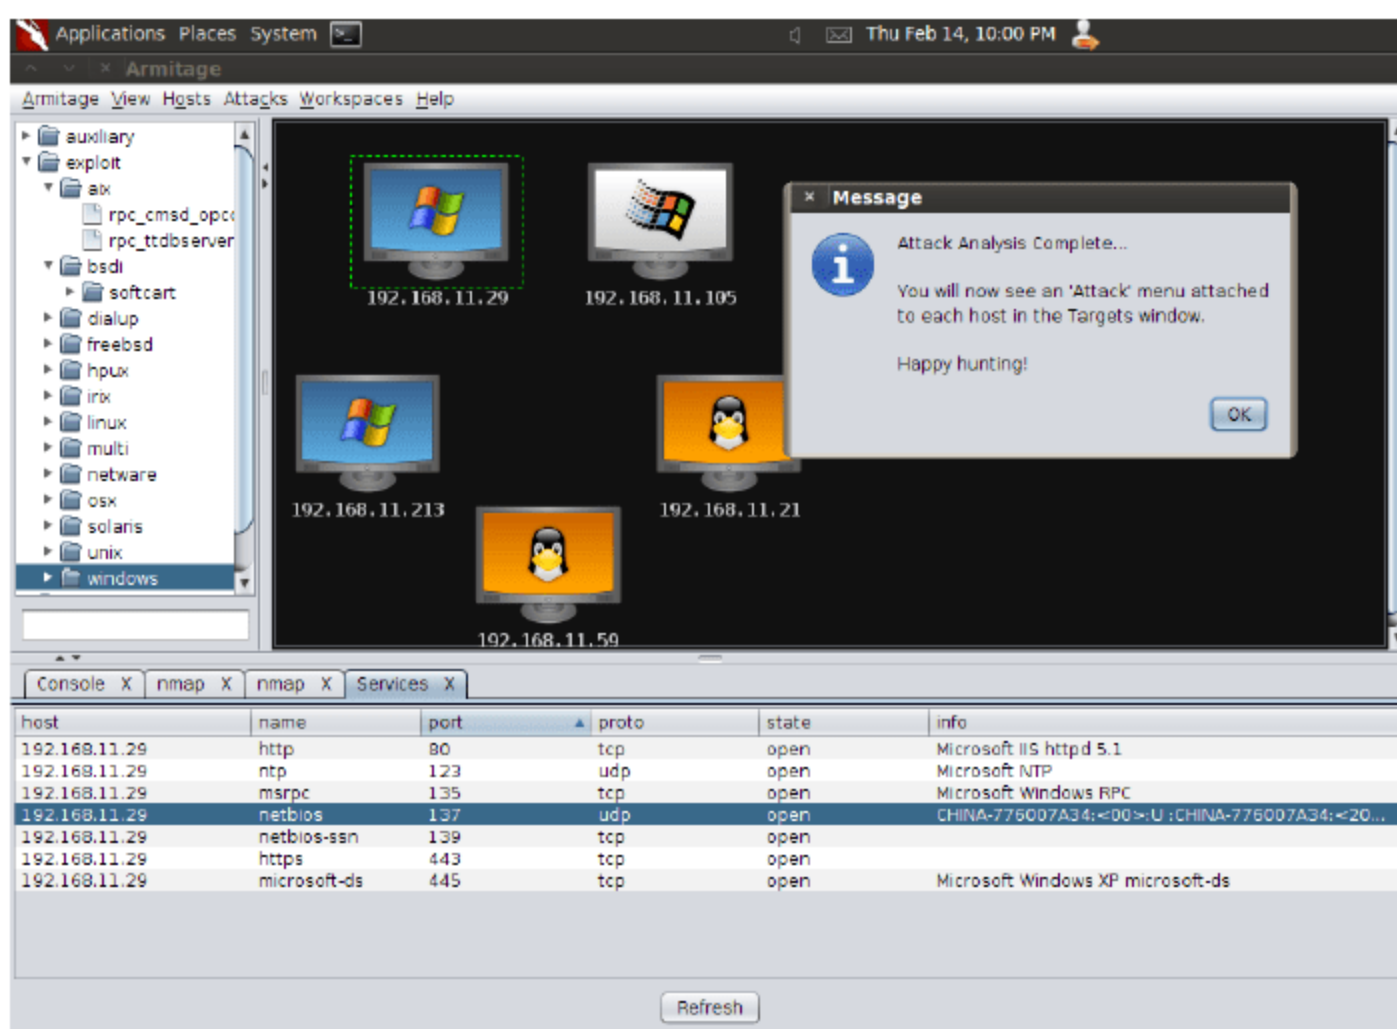 Applications Places System
Thu Feb 14, 10:00 PM
Armitage
Armitage View Hosts Attacks Workspaces Help
auxiliary
exploit
aix
rpc_cmsd_opco
rpc_ttdbserver
bsdi
softcart
dialup
freebsd
hpux
irix
linux
multi
netware
osx
solaris
unix
windows
192.168.11.29
192.168.11.105
192.168.11.213
192.168.11.21
192.168.11.59
Message
Attack Analysis Complete...
You will now see an 'Attack' menu attached
to each host in the Targets window.
Happy hunting!
OK
Console X nmap X nmap X Services X
host name port proto state info
192.168.11.29 http 80 tcp open Microsoft IIS httpd 5.1
192.168.11.29 ntp 123 udp open Microsoft NTP
192.168.11.29 msrpc 135 tcp open Microsoft Windows RPC
192.168.11.29 netbios 137 udp open CHINA-776007A34:<00>:U :CHINA-776007A34:<20...
192.168.11.29 netbios-ssn 139 tcp open
192.168.11.29 https 443 tcp open
192.168.11.29 microsoft-ds 445 tcp open Microsoft Windows XP microsoft-ds
Refresh